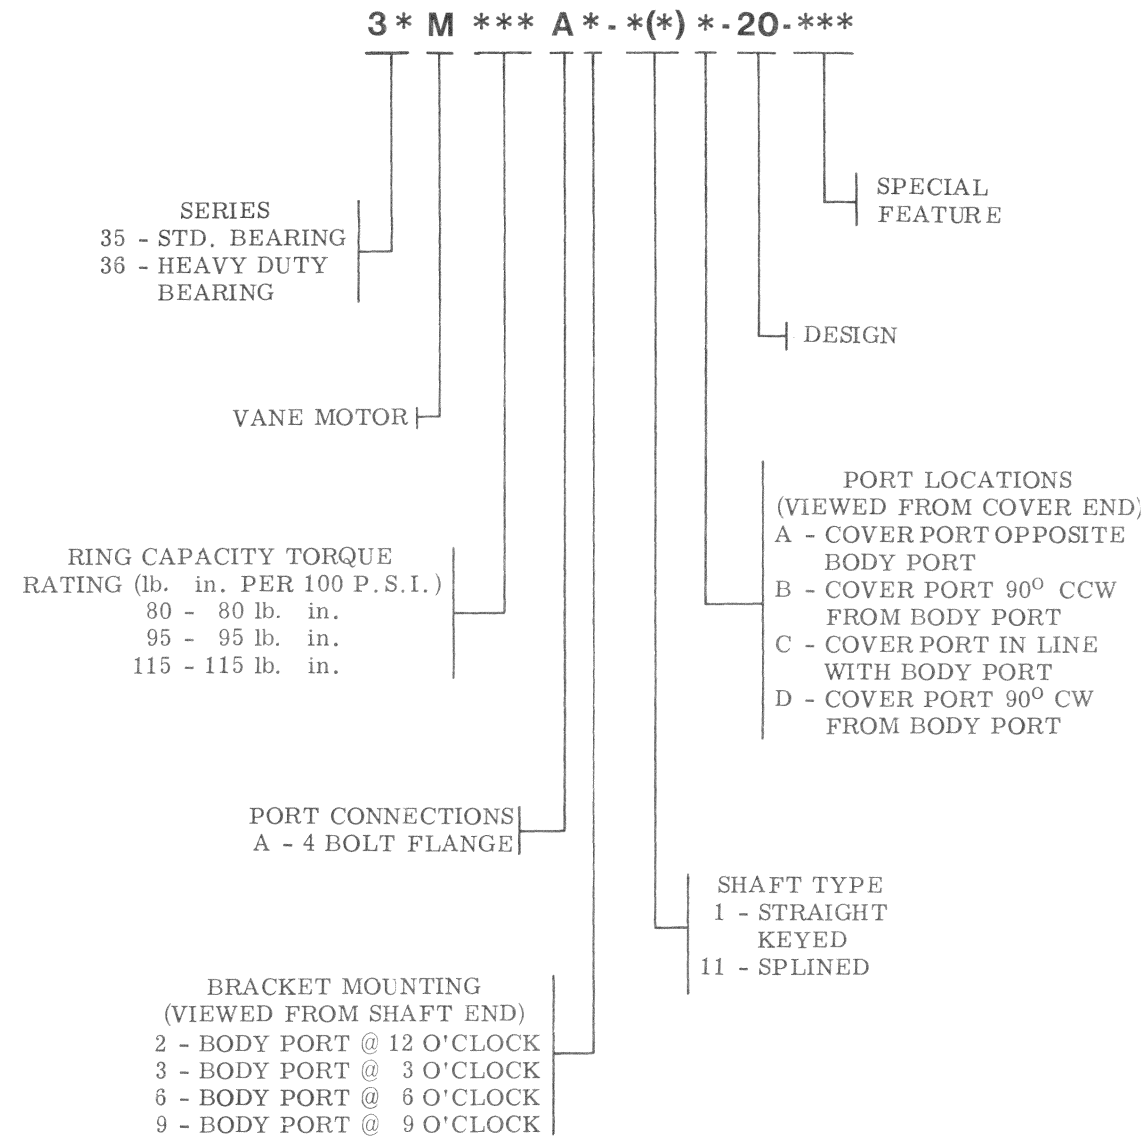 3* M *** A * - *(*) * - 20 - ***
SPECIAL
FEATURE
SERIES
35 - STD. BEARING
36 - HEAVY DUTY
BEARING
DESIGN
VANE MOTOR
PORT LOCATIONS
(VIEWED FROM COVER END)
A - COVER PORT OPPOSITE
BODY PORT
B - COVER PORT 90° CCW
FROM BODY PORT
C - COVER PORT IN LINE
WITH BODY PORT
D - COVER PORT 90° CW
FROM BODY PORT
RING CAPACITY TORQUE
RATING (lb. in. PER 100 P.S.I.)
80 - 80 lb. in.
95 - 95 lb. in.
115 - 115 lb. in.
PORT CONNECTIONS
A - 4 BOLT FLANGE
SHAFT TYPE
1 - STRAIGHT
KEYED
11 - SPLINED
BRACKET MOUNTING
(VIEWED FROM SHAFT END)
2 - BODY PORT @ 12 O'CLOCK
3 - BODY PORT @ 3 O'CLOCK
6 - BODY PORT @ 6 O'CLOCK
9 - BODY PORT @ 9 O'CLOCK